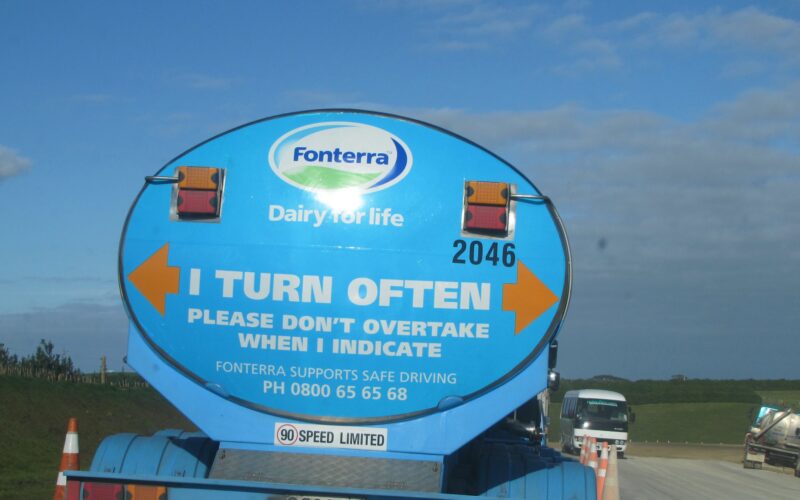 Fonterra
Dairy for life
2046
I TURN OFTEN
PLEASE DON'T OVERTAKE
WHEN I INDICATE
FONTERRA SUPPORTS SAFE DRIVING
PH 0800 65 65 68
90 SPEED LIMITED